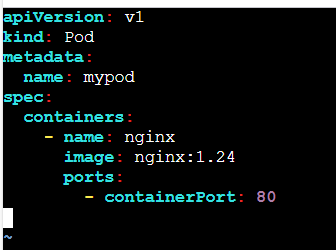 apiVersion: v1
kind: Pod
metadata:
  name: mypod
spec:
  containers:
    - name: nginx
      image: nginx:1.24
      ports:
        - containerPort: 80
~